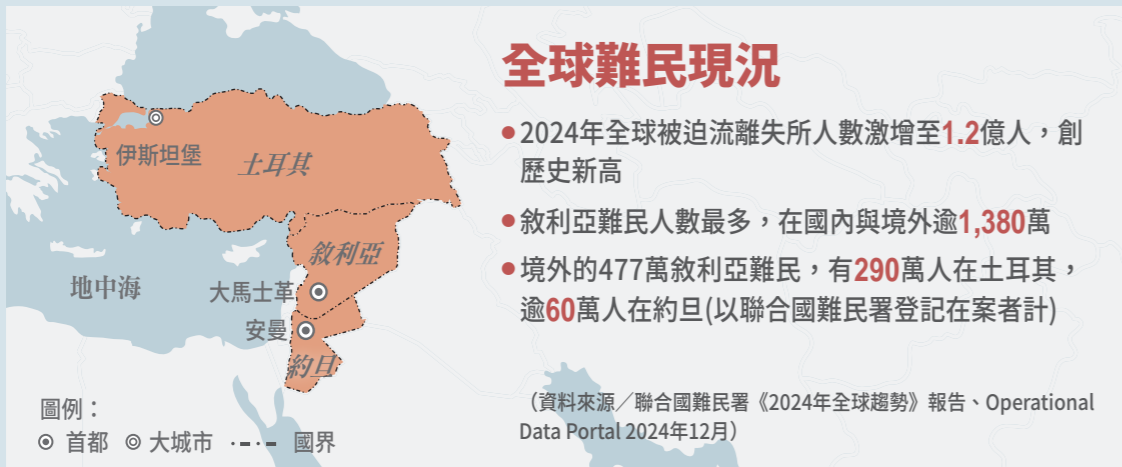 全球難民現況
2024年全球被迫流離失所人數激增至1.2億人，創
歷史新高
敘利亞難民人數最多，在國內與境外逾1,380萬
境外的477萬敘利亞難民，有290萬人在土耳其，
逾60萬人在約旦(以聯合國難民署登記在案者計)
（資料來源／聯合國難民署《2024年全球趨勢》報告、Operational
Data Portal 2024年12月）
伊斯坦堡
土耳其
敘利亞
地中海
大馬士革
安曼
約旦
圖例：
首都 大城市 國界